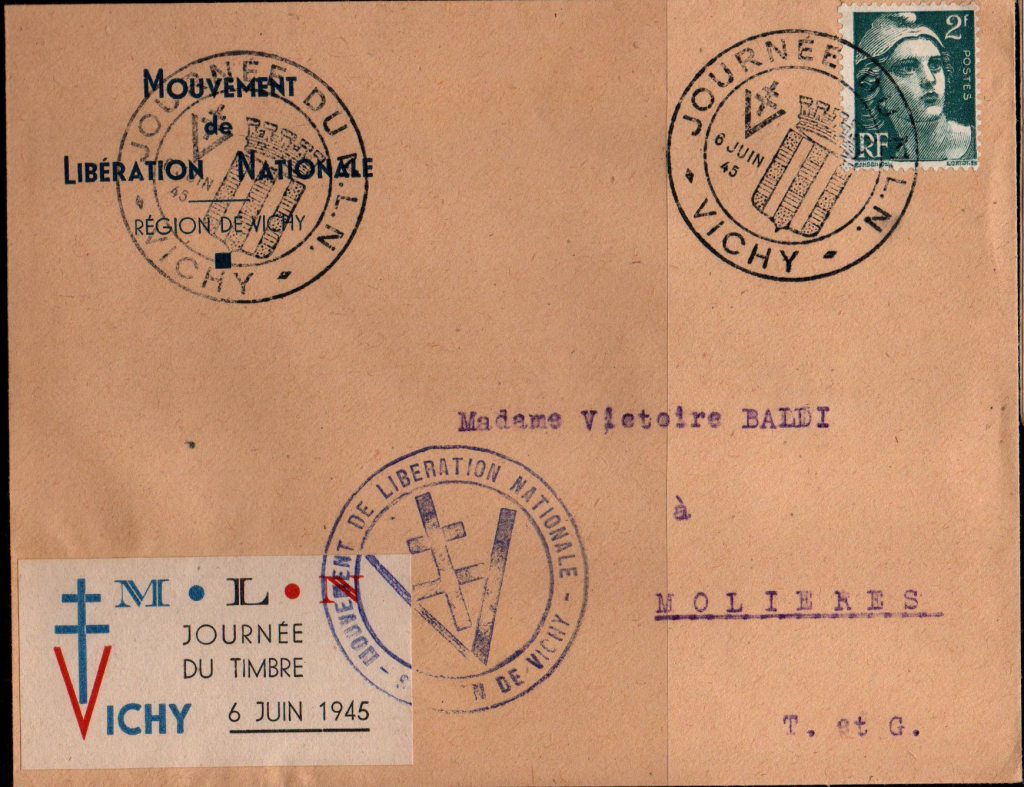 MOUVEMENT
de
LIBÉRATION NATIONALE
RÉGION DE VICHY
JOURNÉE DU M.L.N.
JUIN
45
VICHY
2F
POSTES
RF
GANDON
JOURNÉE DU M.L.N.
6 JUIN
45
VICHY
Madame Victoire BALDI
à
MOLIERES
T. et G.
MOUVEMENT DE LIBERATION NATIONALE
DE VICHY
M • L • N
JOURNÉE
DU TIMBRE
VICHY 6 JUIN 1945